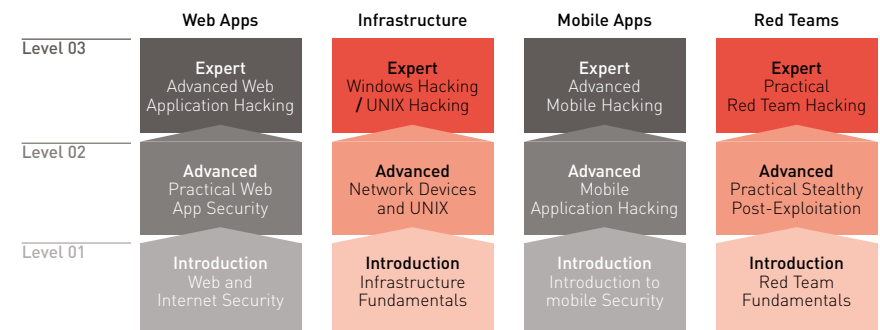 Web Apps
Infrastructure
Mobile Apps
Red Teams
Level 03
Expert
Advanced Web
Application Hacking
Expert
Windows Hacking
/ UNIX Hacking
Expert
Advanced
Mobile Hacking
Expert
Practical
Red Team Hacking
Level 02
Advanced
Practical Web
App Security
Advanced
Network Devices
and UNIX
Advanced
Mobile
Application Hacking
Advanced
Practical Stealthy
Post-Exploitation
Level 01
Introduction
Web and
Internet Security
Introduction
Infrastructure
Fundamentals
Introduction
Introduction to
mobile Security
Introduction
Red Team
Fundamentals